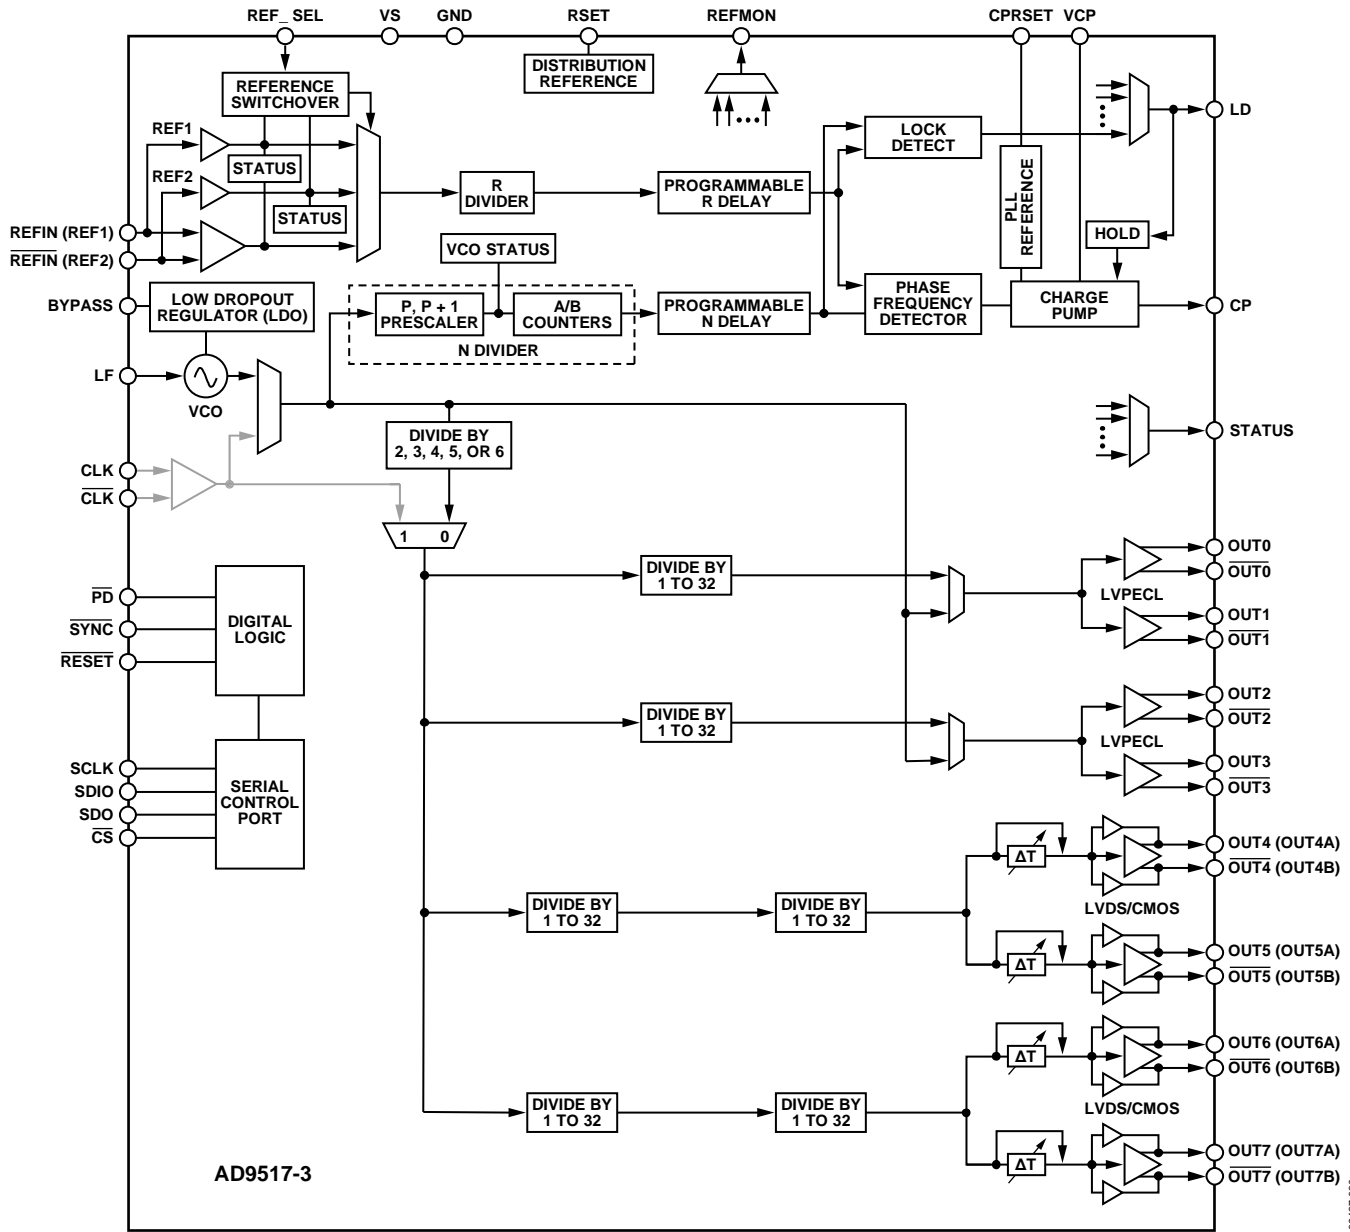 REF_ SEL
VS
GND
RSET
REFMON
CPRSET
VCP
DISTRIBUTION
REFERENCE
REFERENCE
SWITCHOVER
REF1
STATUS
REF2
STATUS
R
DIVIDER
PROGRAMMABLE
R DELAY
LOCK
DETECT
LD
PLL
REFERENCE
HOLD
REFIN (REF1)
REFIN (REF2)
BYPASS
LOW DROPOUT
REGULATOR (LDO)
VCO STATUS
P, P + 1
PRESCALER
A/B
COUNTERS
N DIVIDER
PROGRAMMABLE
N DELAY
PHASE
FREQUENCY
DETECTOR
CHARGE
PUMP
CP
LF
VCO
STATUS
DIVIDE BY
2, 3, 4, 5, OR 6
CLK
CLK
1 0
DIVIDE BY
1 TO 32
LVPECL
OUT0
OUT0
OUT1
OUT1
PD
SYNC
RESET
DIGITAL
LOGIC
DIVIDE BY
1 TO 32
LVPECL
OUT2
OUT2
OUT3
OUT3
SCLK
SDIO
SDO
CS
SERIAL
CONTROL
PORT
ΔT
OUT4 (OUT4A)
OUT4 (OUT4B)
DIVIDE BY
1 TO 32
DIVIDE BY
1 TO 32
LVDS/CMOS
ΔT
OUT5 (OUT5A)
OUT5 (OUT5B)
ΔT
OUT6 (OUT6A)
OUT6 (OUT6B)
DIVIDE BY
1 TO 32
DIVIDE BY
1 TO 32
LVDS/CMOS
ΔT
OUT7 (OUT7A)
OUT7 (OUT7B)
AD9517-3